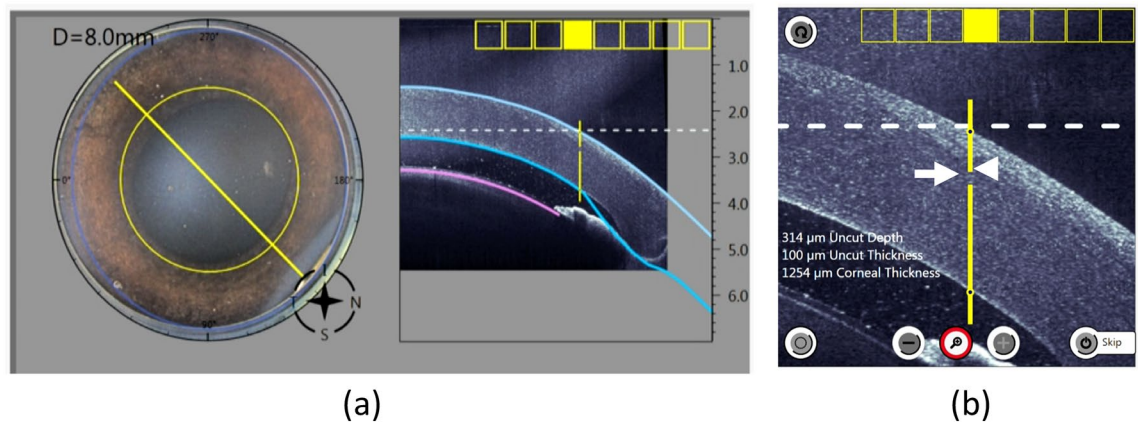 D=8.0mm
270°
0°
180°
90°
T
N
S
1.0
2.0
3.0
4.0
5.0
6.0
314 µm Uncut Depth
100 µm Uncut Thickness
1254 µm Corneal Thickness
Skip
(a)
(b)